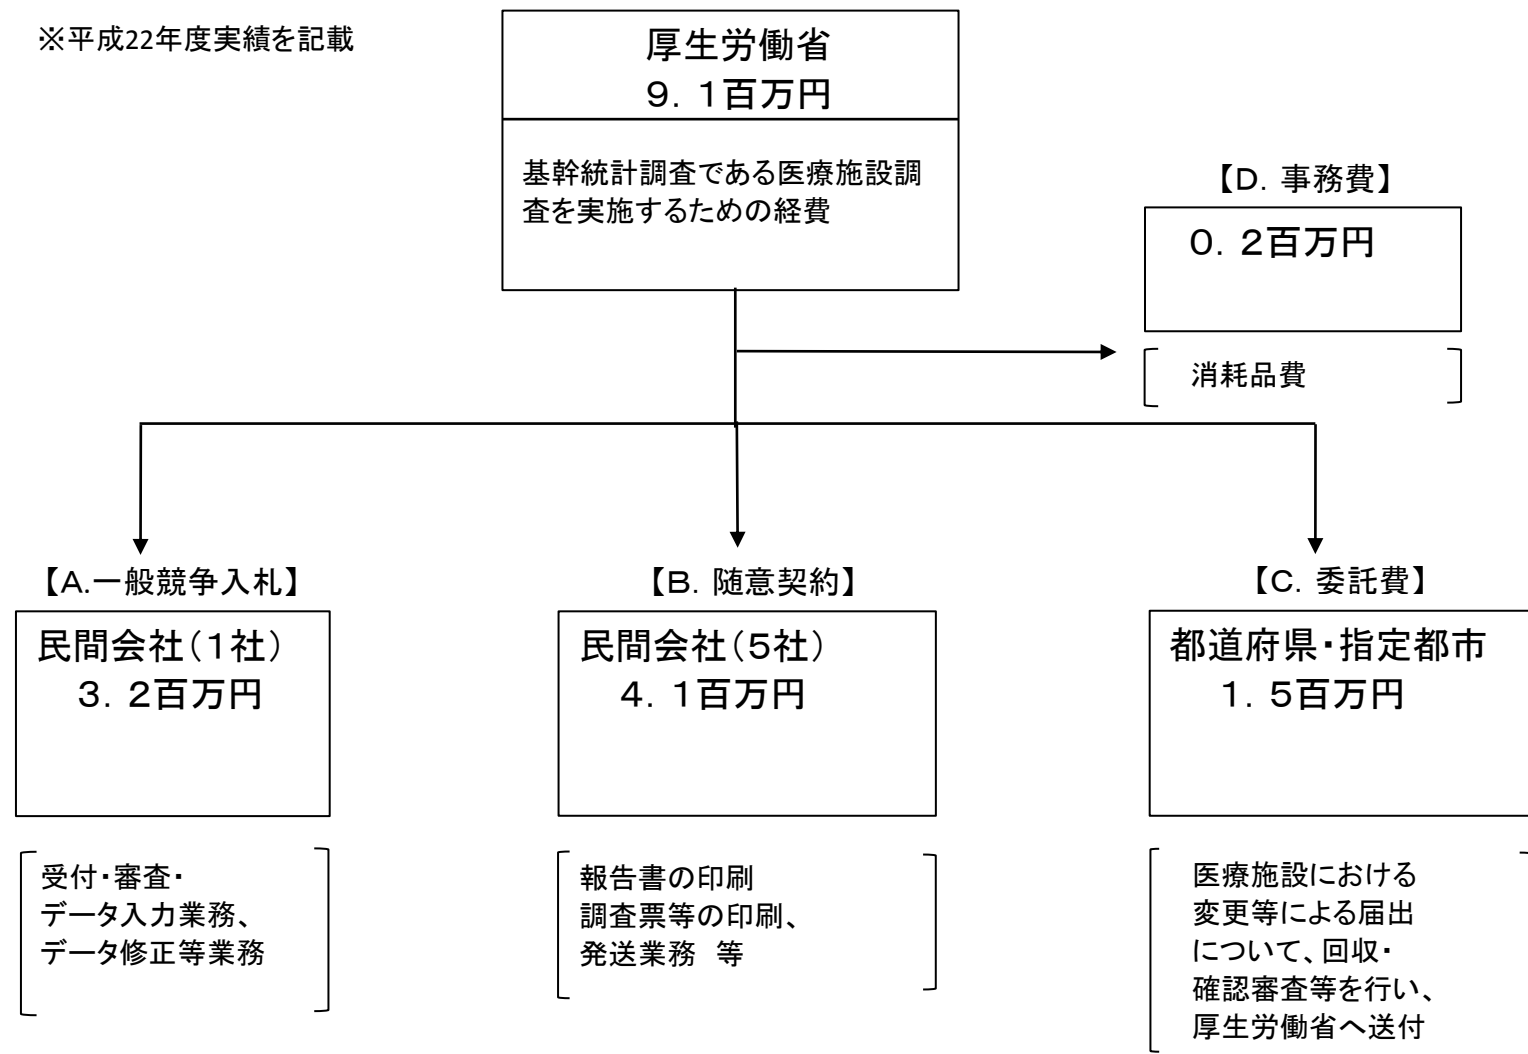 ※平成22年度実績を記載
厚生労働省
９．１百万円
基幹統計調査である医療施設調
査を実施するための経費
【D．事務費】
０．２百万円
消耗品費
【A.一般競争入札】
民間会社（１社）
３．２百万円
受付・審査・
データ入力業務、
データ修正等業務
【B．随意契約】
民間会社（５社）
４．１百万円
報告書の印刷
調査票等の印刷、
発送業務　等
【C．委託費】
都道府県・指定都市
１．５百万円
医療施設における
変更等による届出
について、回収・
確認審査等を行い、
厚生労働省へ送付